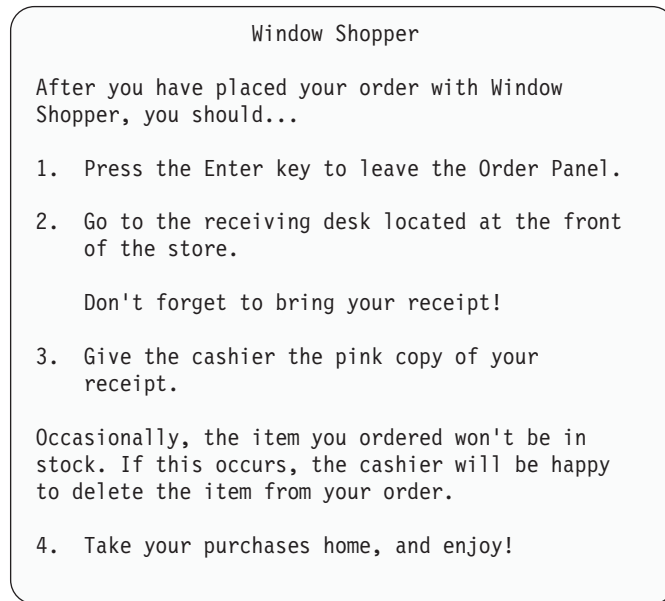 Window Shopper
After you have placed your order with Window
Shopper, you should...
1. Press the Enter key to leave the Order Panel.
2. Go to the receiving desk located at the front
of the store.
Don't forget to bring your receipt!
3. Give the cashier the pink copy of your
receipt.
Occasionally, the item you ordered won't be in
stock. If this occurs, the cashier will be happy
to delete the item from your order.
4. Take your purchases home, and enjoy!